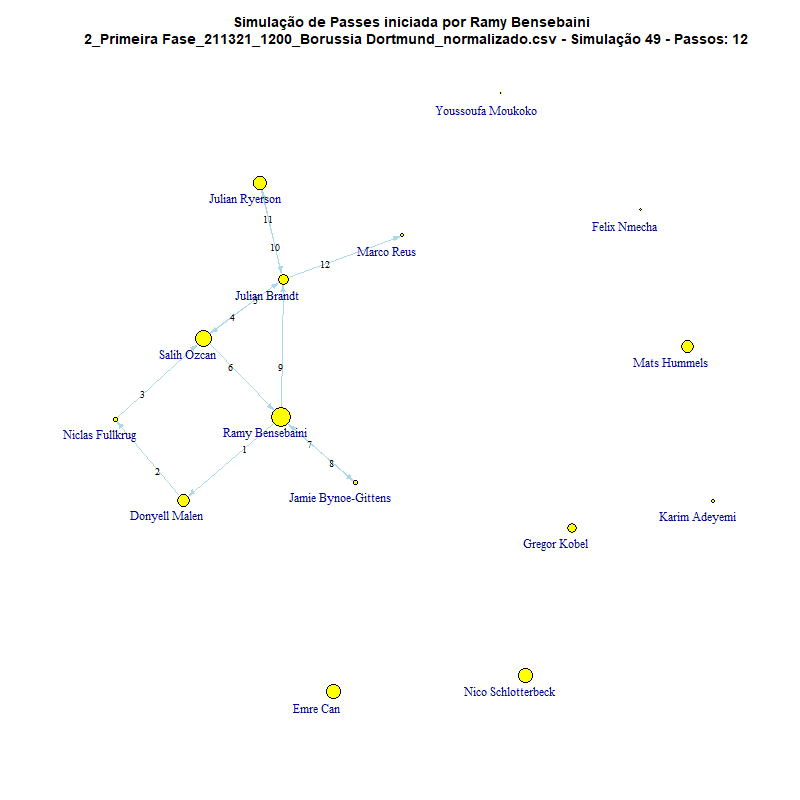 Simulação de Passes iniciada por Ramy Bensebaini
2_Primeira Fase_211321_1200_Borussia Dortmund_normalizado.csv - Simulação 49 - Passos: 12
Youssoufa Moukoko
Julian Ryerson
11
Felix Nmecha
10
Marco Reus
12
Julian Brandt
5
4
Salih Ozcan
Mats Hummels
6
9
3
Niclas Fullkrug
Ramy Bensebaini
7
1
8
2
Jamie Bynoe-Gittens
Donyell Malen
Karim Adeyemi
Gregor Kobel
Nico Schlotterbeck
Emre Can